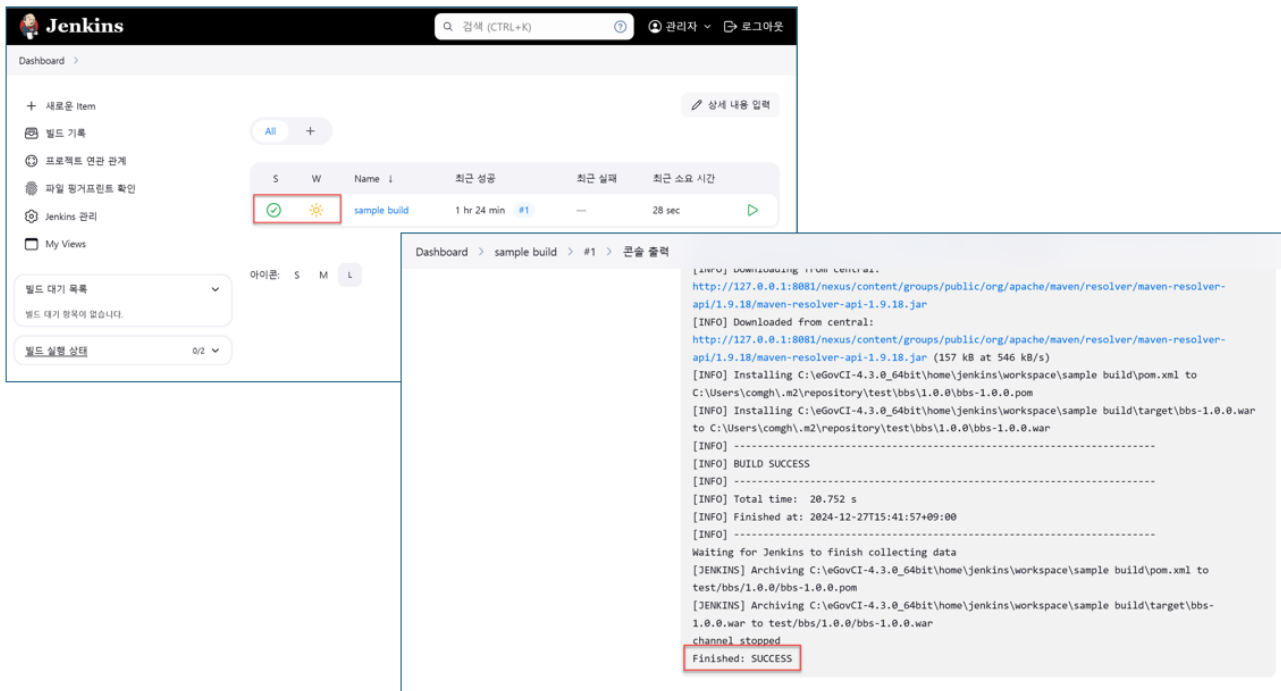 Jenkins
검색 (CTRL+K)
관리자
로그아웃
Dashboard
새로운 Item
상세 내용 입력
빌드 기록
All +
프로젝트 연관 관계
파일 핑거프린트 확인
S W Name ↓ 최근 성공 최근 실패 최근 소요 시간
Jenkins 관리
sample build 1 hr 24 min #1 — 28 sec
My Views
아이콘: S M L
빌드 대기 목록
빌드 대기 항목이 없습니다.
빌드 실행 상태 0/2
Dashboard > sample build > #1 > 콘솔 출력
[INFO] Downloading from central:
http://127.0.0.1:8081/nexus/content/groups/public/org/apache/maven/resolver/maven-resolver-
api/1.9.18/maven-resolver-api-1.9.18.jar
[INFO] Downloaded from central:
http://127.0.0.1:8081/nexus/content/groups/public/org/apache/maven/resolver/maven-resolver-
api/1.9.18/maven-resolver-api-1.9.18.jar (157 kB at 546 kB/s)
[INFO] Installing C:\eGovCI-4.3.0_64bit\home\jenkins\workspace\sample build\pom.xml to
C:\Users\comgh\.m2\repository\test\bbs\1.0.0\bbs-1.0.0.pom
[INFO] Installing C:\eGovCI-4.3.0_64bit\home\jenkins\workspace\sample build\target\bbs-1.0.0.war
to C:\Users\comgh\.m2\repository\test\bbs\1.0.0\bbs-1.0.0.war
[INFO] ------------------------------------------------------------------------
[INFO] BUILD SUCCESS
[INFO] ------------------------------------------------------------------------
[INFO] Total time:  20.752 s
[INFO] Finished at: 2024-12-27T15:41:57+09:00
[INFO] ------------------------------------------------------------------------
Waiting for Jenkins to finish collecting data
[JENKINS] Archiving C:\eGovCI-4.3.0_64bit\home\jenkins\workspace\sample build\pom.xml to
test/bbs/1.0.0/bbs-1.0.0.pom
[JENKINS] Archiving C:\eGovCI-4.3.0_64bit\home\jenkins\workspace\sample build\target\bbs-
1.0.0.war to test/bbs/1.0.0/bbs-1.0.0.war
channel stopped
Finished: SUCCESS